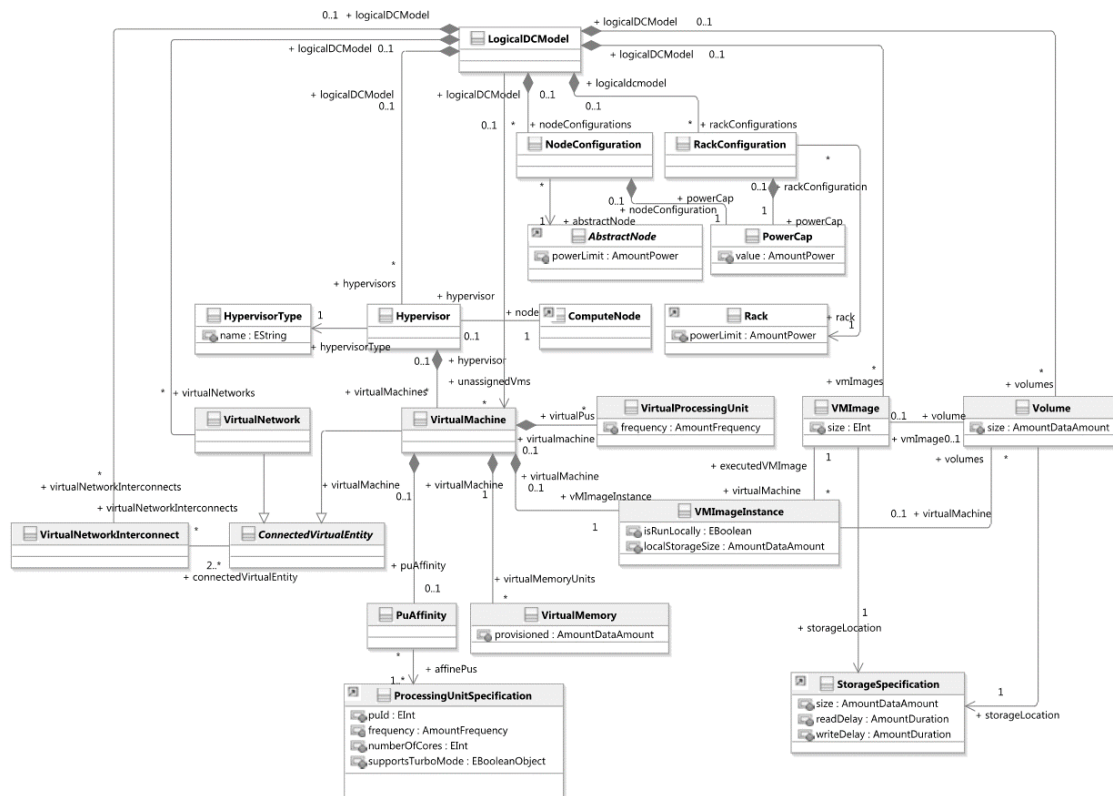 0..1 + logicalDCModel
+ logicalDCModel 0..1
LogicalDCModel
+ logicalDCModel 0..1
+ logicalDCModel 0..1
+ logicalDCModel
0..1
+ logicalDCModel
0..1
0..1
+ logicaldcmodel
0..1
* + nodeConfigurations
* + rackConfigurations
NodeConfiguration
RackConfiguration
*
*
0..1
+ powerCap
+ nodeConfiguration
1
0..1 + rackConfiguration
1
+ powerCap
1 + abstractNode
AbstractNode
powerLimit : AmountPower
PowerCap
value : AmountPower
*
+ hypervisors
+ hypervisor
HypervisorType
name : EString
1
+ hypervisorType
Hypervisor
0..1
+ node
1
ComputeNode
Rack
powerLimit : AmountPower
+ rack
1
0..1 + hypervisor
+ unassignedVms
+ virtualMachines*
*
* + virtualNetworks
VirtualNetwork
VirtualMachine
+ virtualPus *
+ virtualmachine
0..1
VirtualProcessingUnit
frequency : AmountFrequency
*
+ vmImages
VMImage
size : EInt
0..1 + volume
+ vmImage0..1
*
+ volumes
Volume
size : AmountDataAmount
+ volumes *
*
+ virtualNetworkInterconnects
+ virtualNetworkInterconnects
+ virtualMachine
0..1
+ virtualMachine
1
+ virtualMachine
0..1
+ vMImageInstance
1
1
+ executedVMImage
+ virtualMachine
*
VirtualNetworkInterconnect
*
2..*
+ connectedVirtualEntity
ConnectedVirtualEntity
VMImageInstance
isRunLocally : EBoolean
localStorageSize : AmountDataAmount
0..1 + virtualMachine
+ puAffinity
0..1
+ virtualMemoryUnits
*
PuAffinity
VirtualMemory
provisioned : AmountDataAmount
1
+ storageLocation
*
+ affinePus
1..*
ProcessingUnitSpecification
puId : EInt
frequency : AmountFrequency
numberOfCores : EInt
supportsTurboMode : EBooleanObject
StorageSpecification
size : AmountDataAmount
readDelay : AmountDuration
writeDelay : AmountDuration
1
+ storageLocation